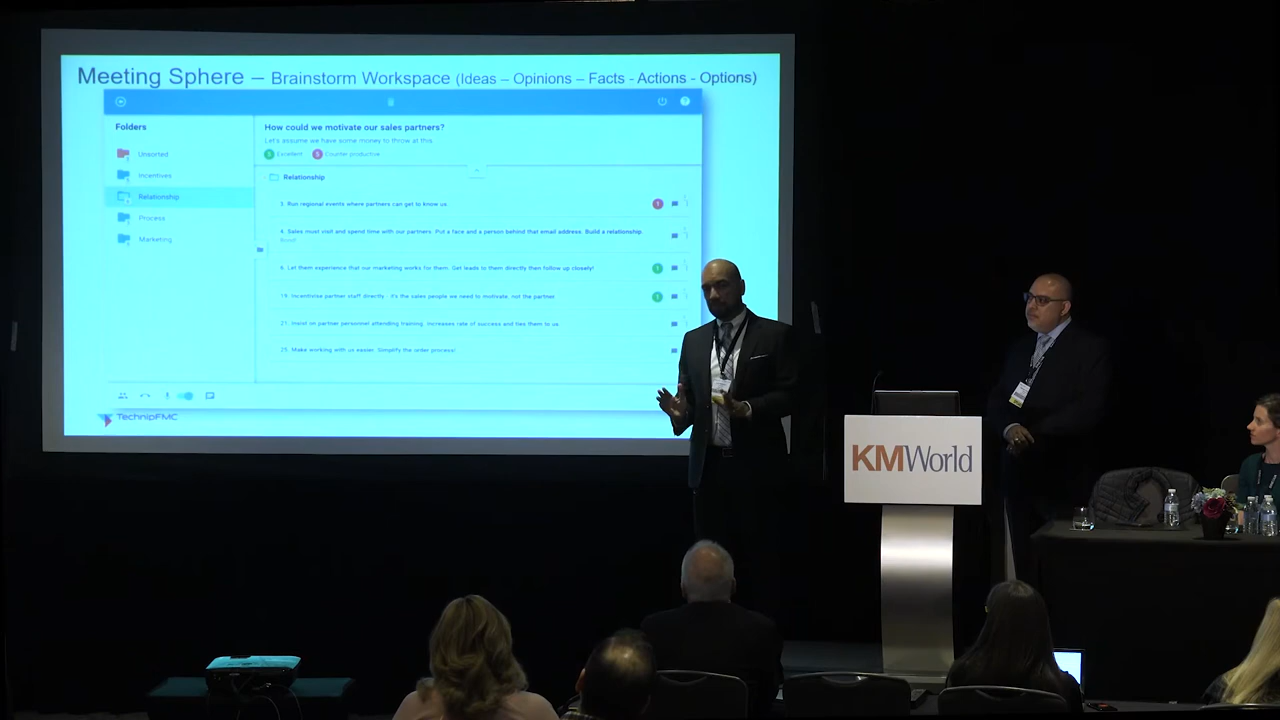 Meeting Sphere – Brainstorm Workspace (Ideas – Opinions – Facts - Actions - Options)
Folders
Unsorted
Incentives
Relationship
Process
Marketing
How could we motivate our sales partners?
Let's assume we have some money to throw at this
5 Excellent 5 Counter productive
Relationship
3. Run regional events where partners can get to know us.
1
4. Sales must visit and spend time with our partners. Put a face and a person behind that email address. Build a relationship.
8. Let them experience that our marketing works for them. Get leads to them directly then follow up closely!
1
19. Incentivise partner staff directly - it's the sales people we need to motivate, not the partner
1
21. Insist on partner personnel attending training. Increases rate of success and ties them to us.
25. Make working with us easier. Simplify the order process!
TechnipFMC
KMWorld